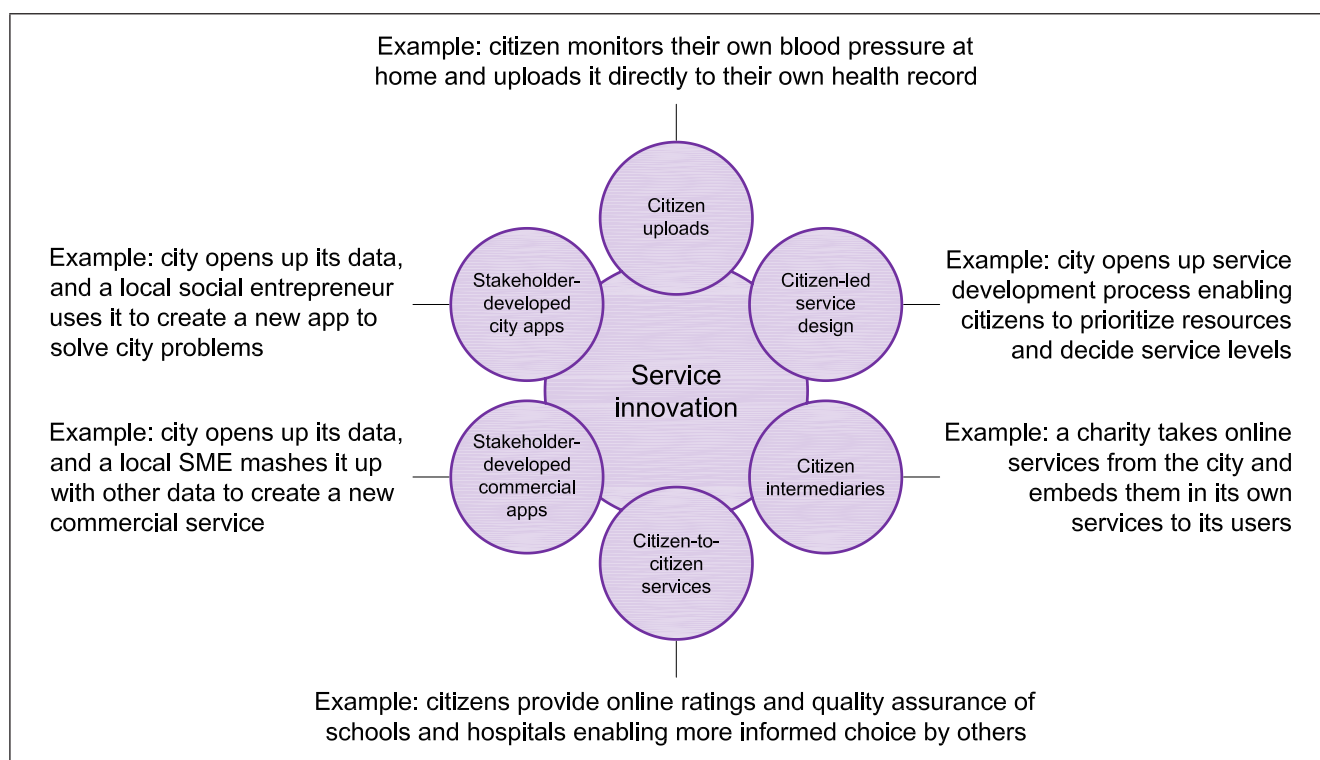 Example: citizen monitors their own blood pressure at
home and uploads it directly to their own health record
Citizen
uploads
Example: city opens up its data,
and a local social entrepreneur
uses it to create a new app to
solve city problems
Stakeholder-
developed
city apps
Citizen-led
service
design
Example: city opens up service
development process enabling
citizens to prioritize resources
and decide service levels
Service
innovation
Example: city opens up its data,
and a local SME mashes it up
with other data to create a new
commercial service
Stakeholder-
developed
commercial
apps
Citizen
intermediaries
Example: a charity takes online
services from the city and
embeds them in its own
services to its users
Citizen-to-
citizen
services
Example: citizens provide online ratings and quality assurance of
schools and hospitals enabling more informed choice by others